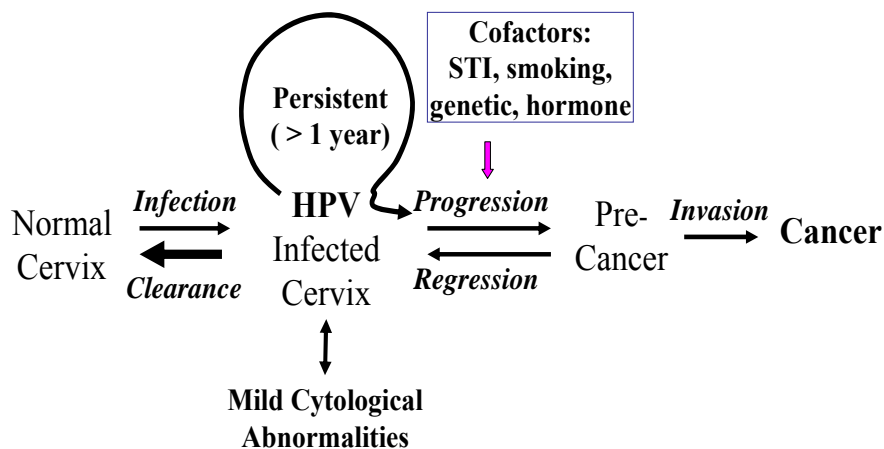 Cofactors:
STI, smoking,
genetic, hormone
Persistent
( > 1 year)
Normal
Cervix
Infection
Clearance
HPV
Infected
Cervix
Progression
Regression
Pre-
Cancer
Invasion
Cancer
Mild Cytological
Abnormalities